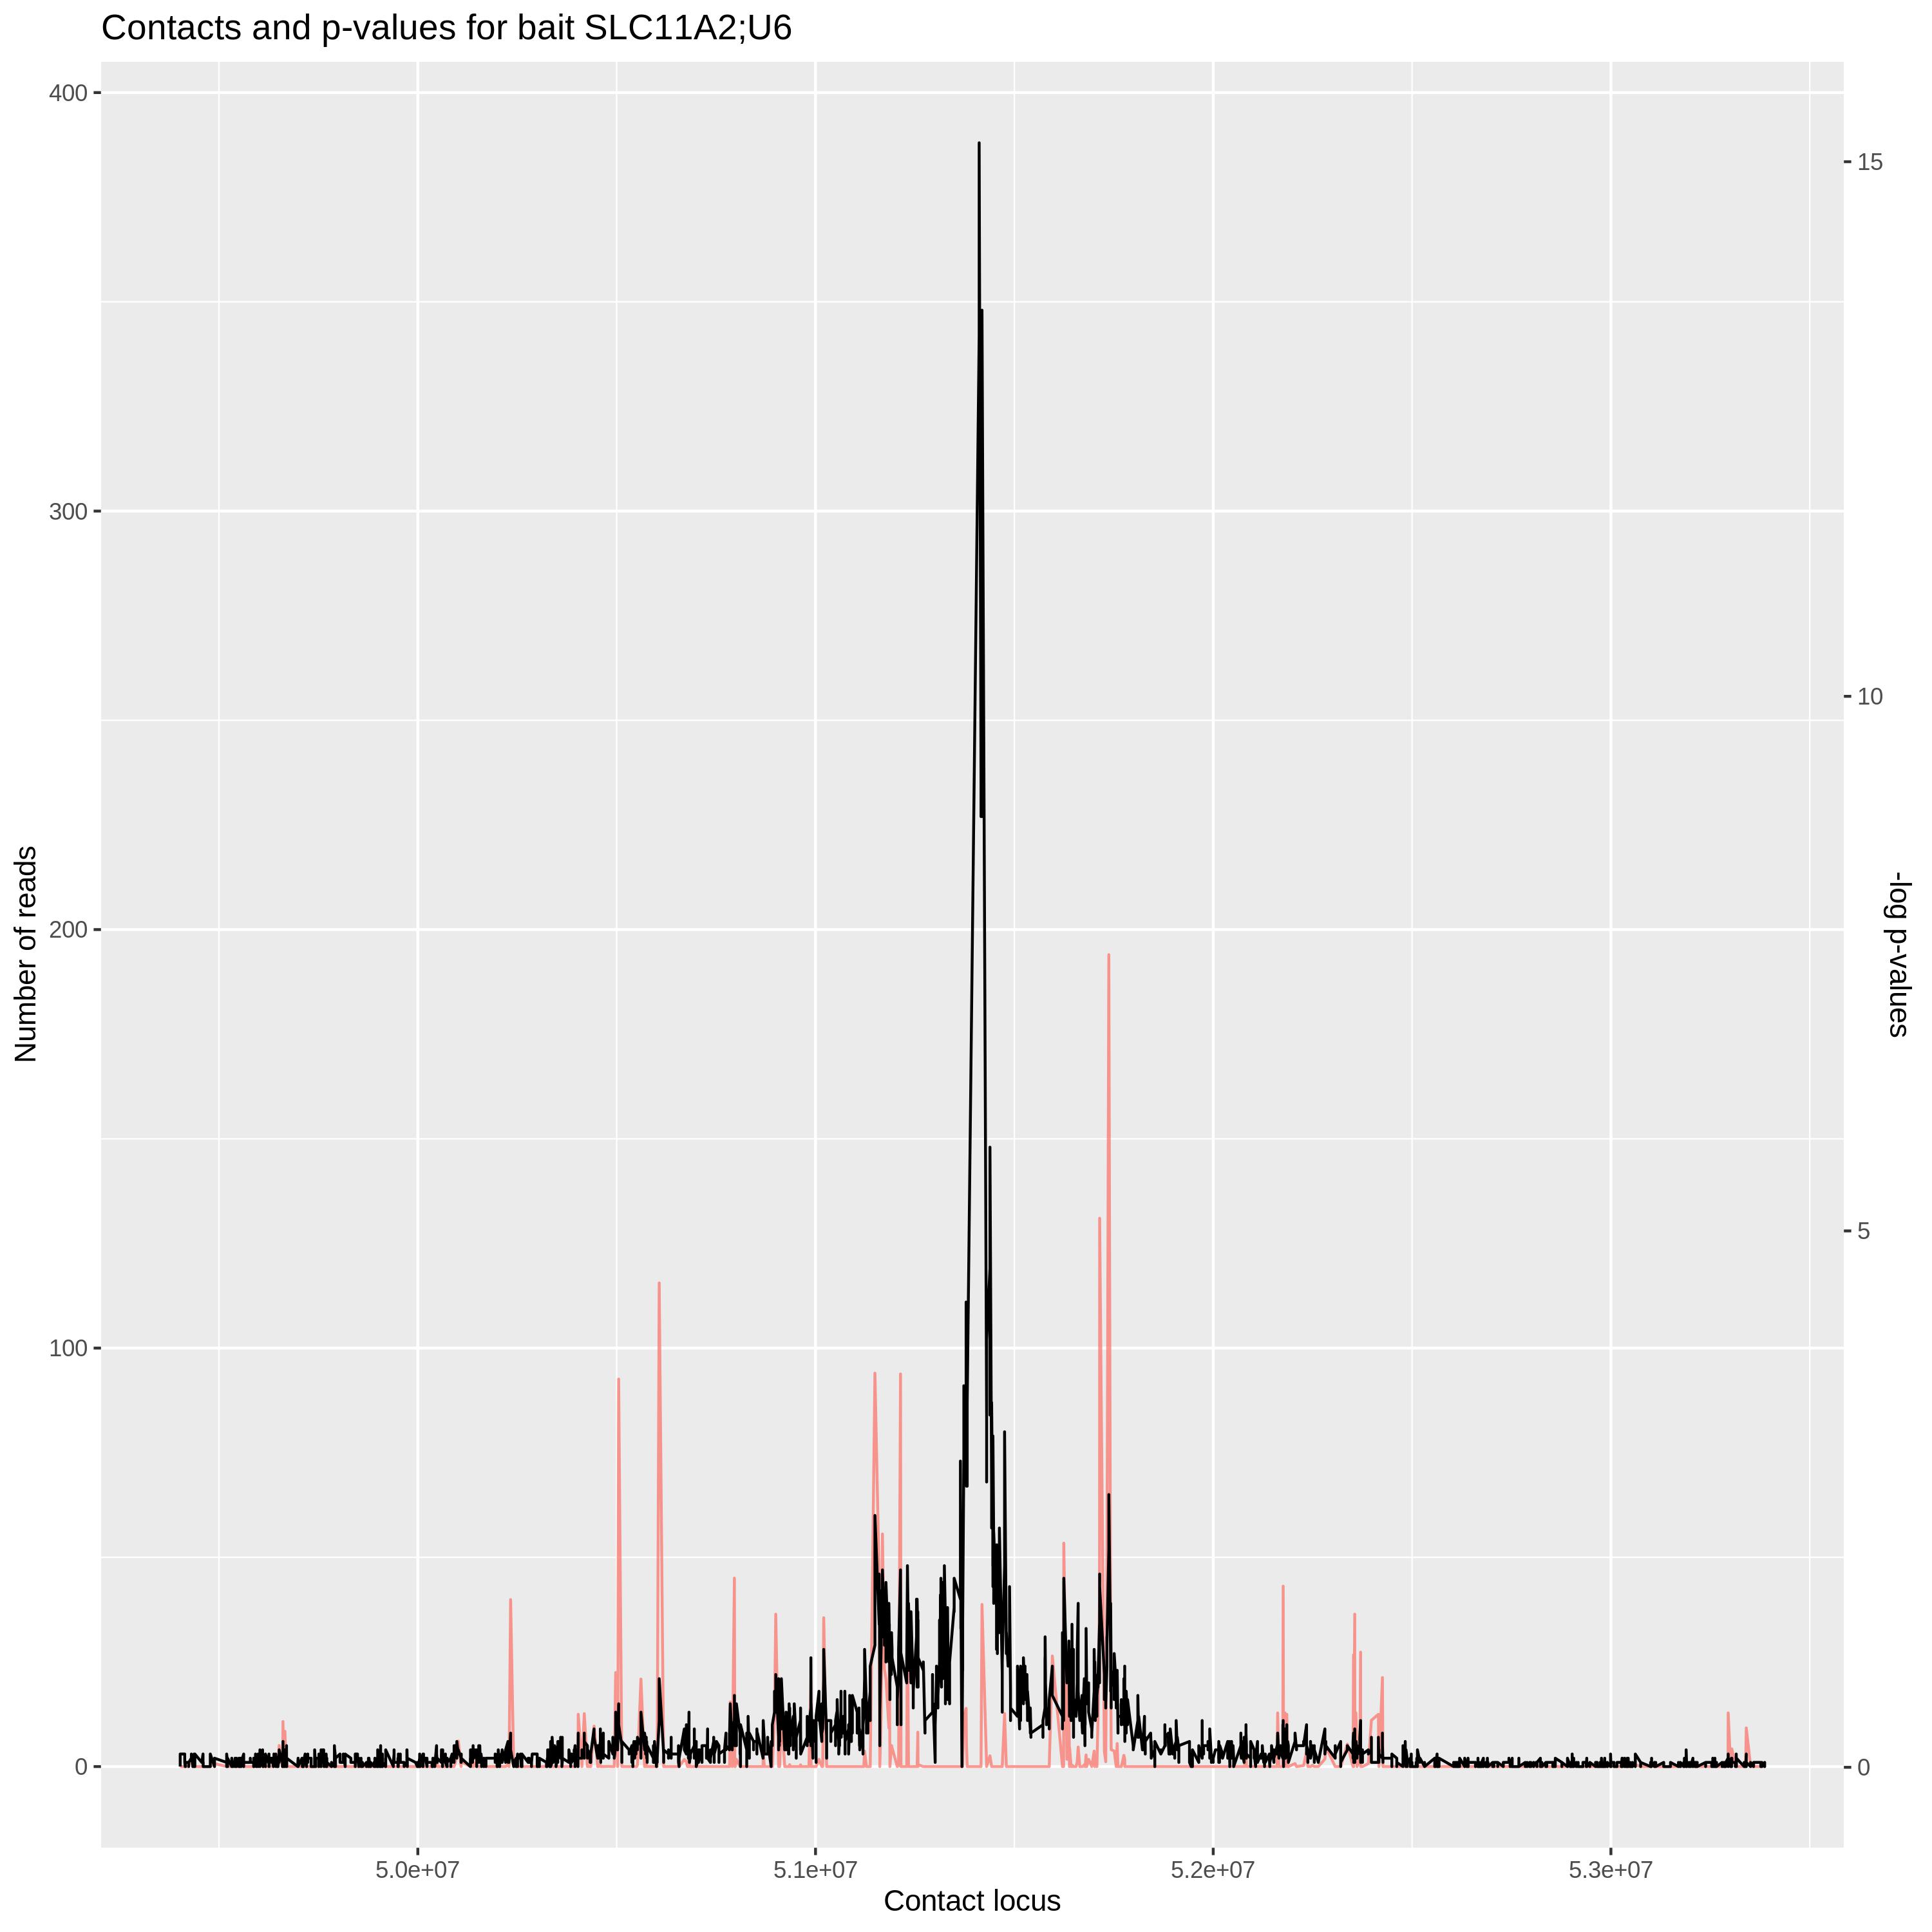 Contacts and p-values for bait SLC11A2;U6
400
300
200
100
0
Number of reads
15
10
5
0
-log p-values
5.0e+07 5.1e+07 5.2e+07 5.3e+07
Contact locus